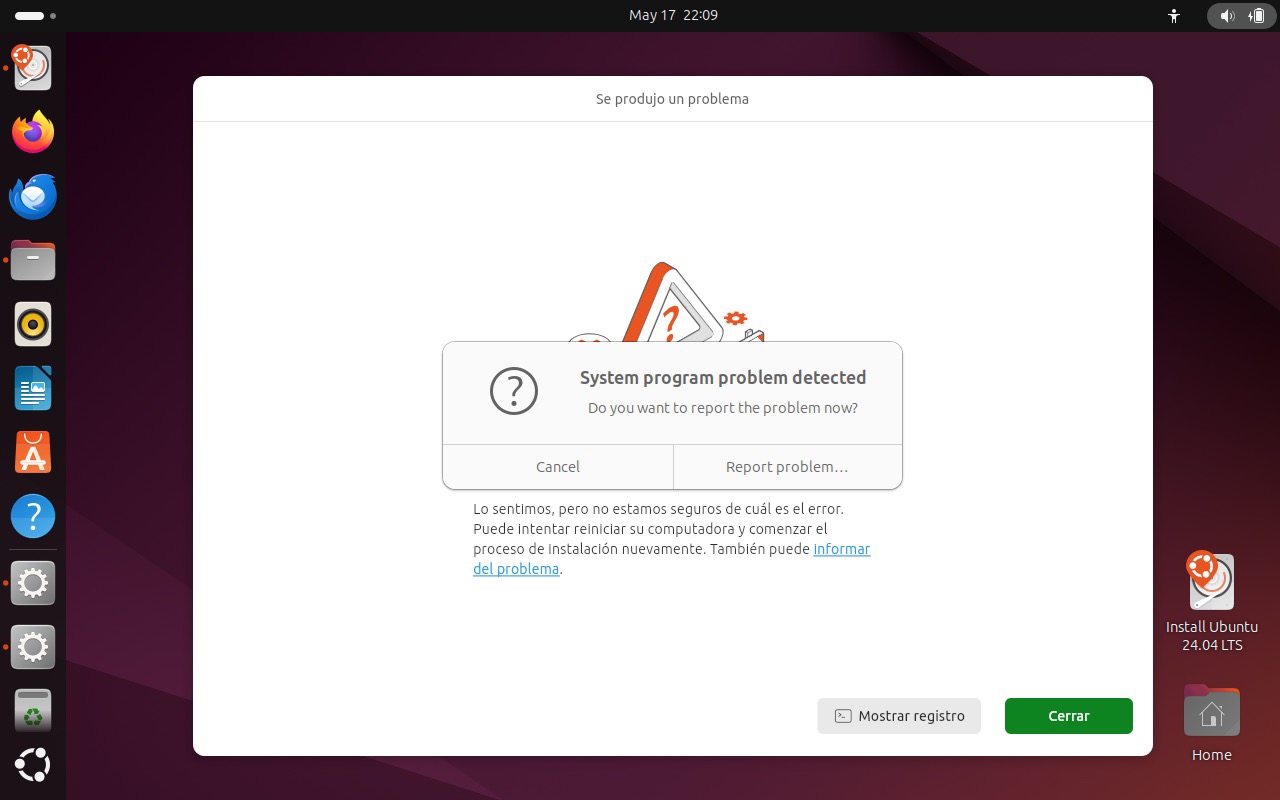 May 17 22:09
Se produjo un problema
?
?
System program problem detected
Do you want to report the problem now?
Cancel
Report problem…
Lo sentimos, pero no estamos seguros de cuál es el error.
Puede intentar reiniciar su computadora y comenzar el
proceso de instalación nuevamente. También puede informar
del problema.
Mostrar registro
Cerrar
Install Ubuntu
24.04 LTS
Home